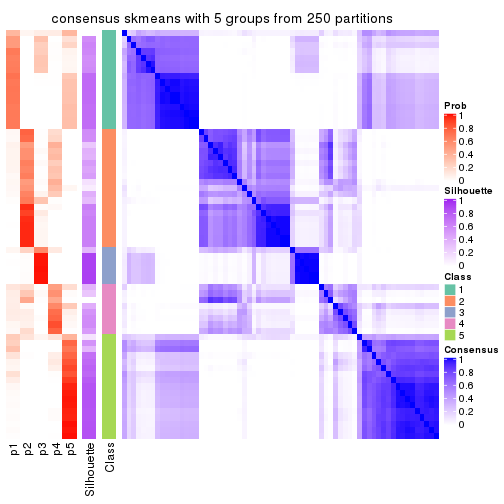 consensus skmeans with 5 groups from 250 partitions
Prob
1
0.8
0.6
0.4
0.2
0
Silhouette
1
0.8
0.6
0.4
0.2
0
Class
1
2
3
4
5
Consensus
1
0.8
0.6
0.4
0.2
0
p1
p2
p3
p4
p5
Silhouette
Class